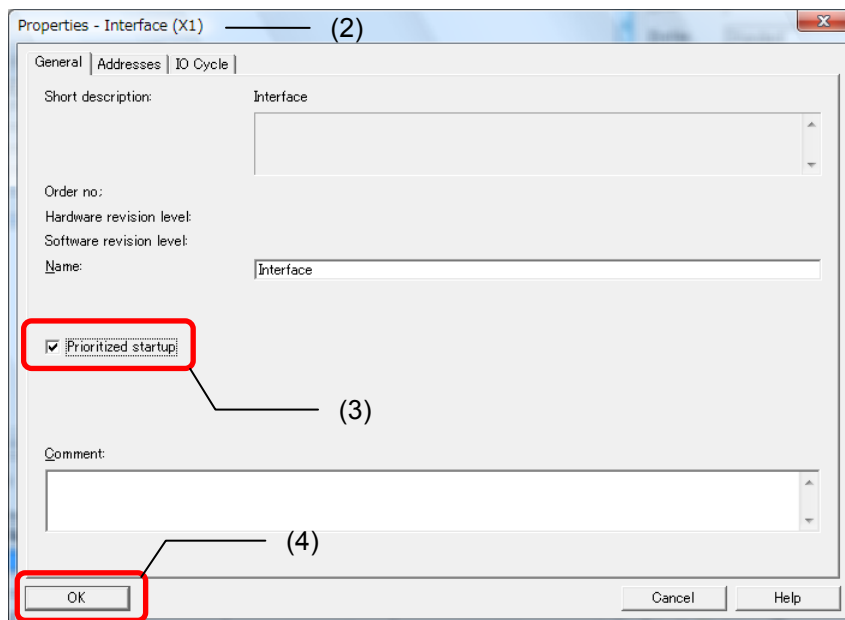 Properties - Interface (X1) (2)
General Addresses IO Cycle
Short description: Interface
Order no:
Hardware revision level:
Software revision level:
Name: Interface
Prioritized startup
(3)
Comment:
(4)
OK Cancel Help